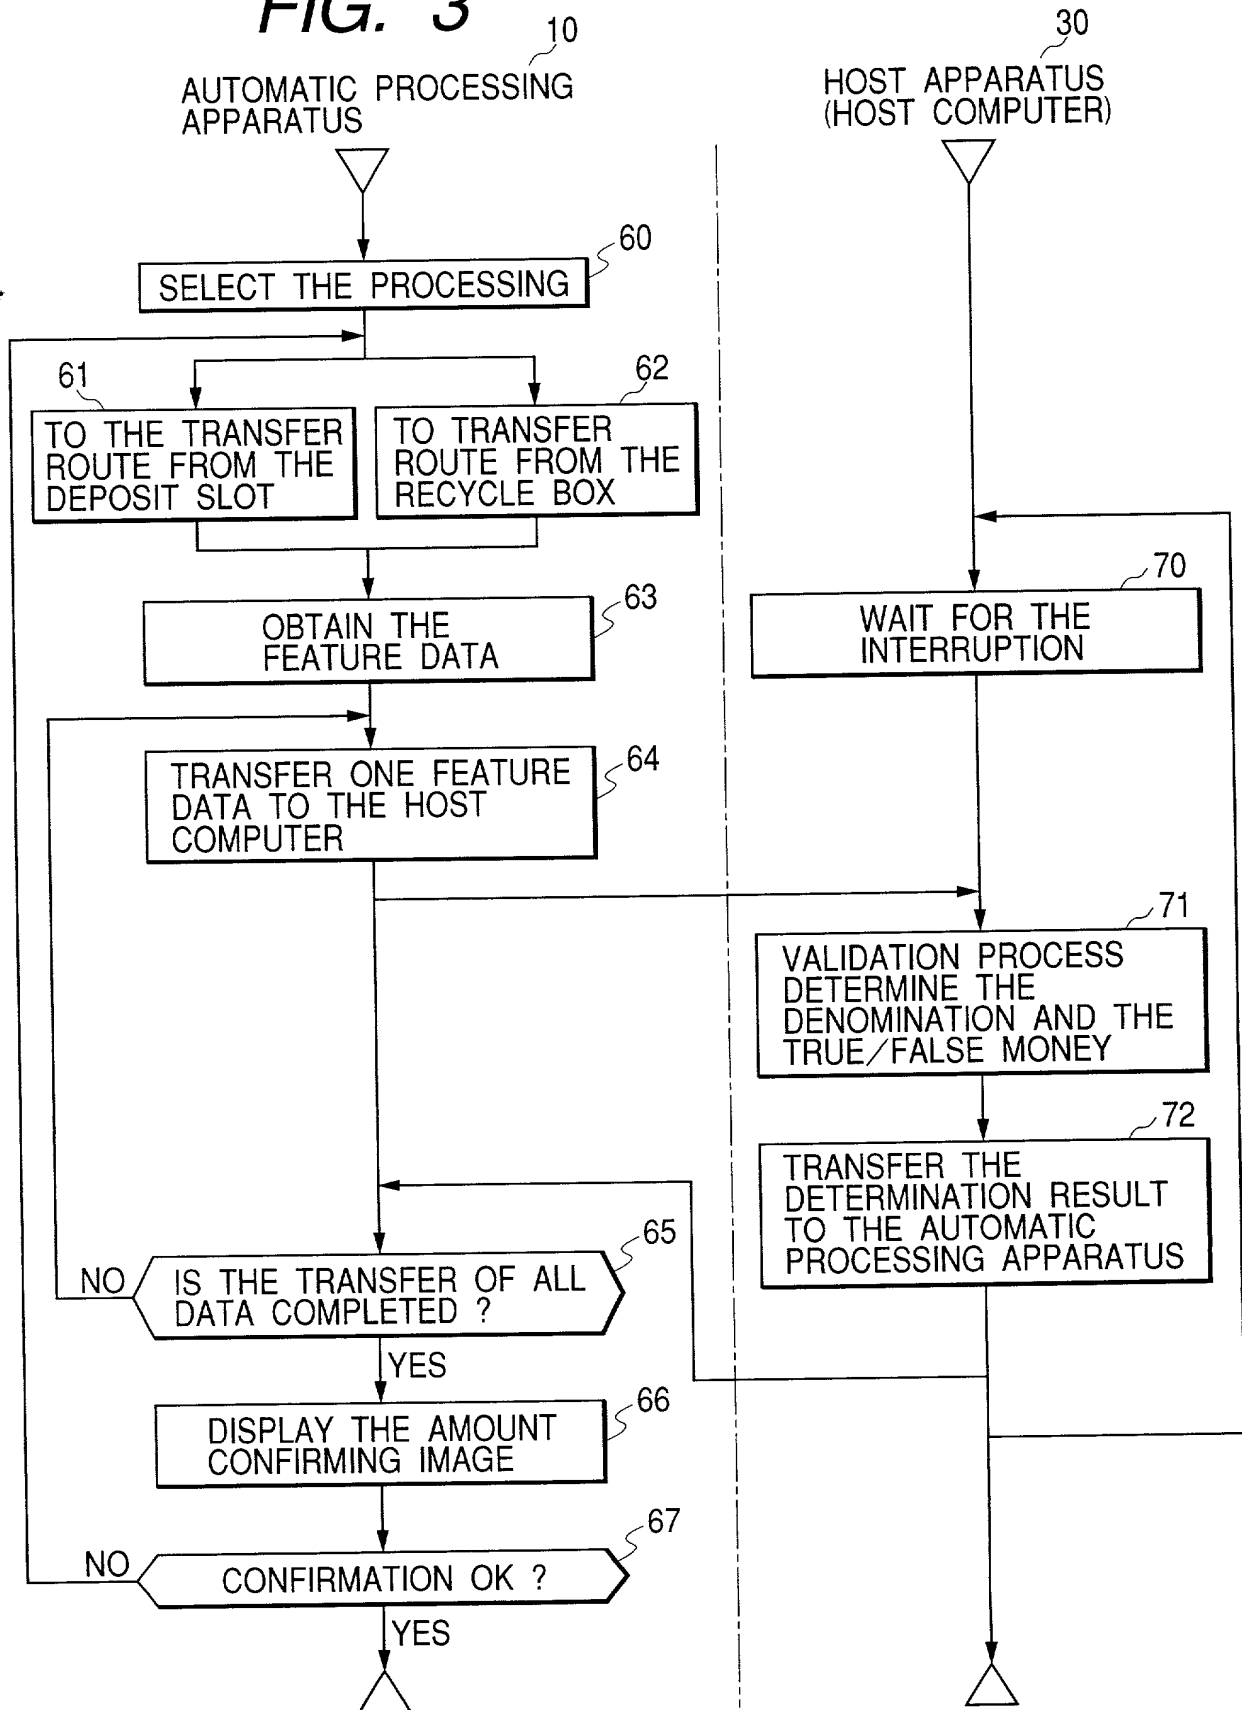 FIG. 3
10
AUTOMATIC PROCESSING
APPARATUS
30
HOST APPARATUS
(HOST COMPUTER)
60
SELECT THE PROCESSING
61
TO THE TRANSFER
ROUTE FROM THE
DEPOSIT SLOT
62
TO TRANSFER
ROUTE FROM THE
RECYCLE BOX
63
OBTAIN THE
FEATURE DATA
70
WAIT FOR THE
INTERRUPTION
64
TRANSFER ONE FEATURE
DATA TO THE HOST
COMPUTER
71
VALIDATION PROCESS
DETERMINE THE
DENOMINATION AND THE
TRUE/FALSE MONEY
72
TRANSFER THE
DETERMINATION RESULT
TO THE AUTOMATIC
PROCESSING APPARATUS
65
NO
IS THE TRANSFER OF ALL
DATA COMPLETED ?
YES
66
DISPLAY THE AMOUNT
CONFIRMING IMAGE
67
NO
CONFIRMATION OK ?
YES